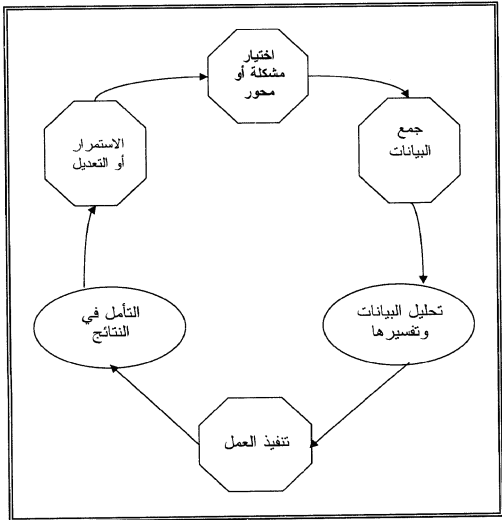 اختيار
مشكلة أو
محور
جمع
البيانات
تحليل البيانات
وتفسيرها
تنفيذ العمل
التأمل في
النتائج
الاستمرار
أو التعديل